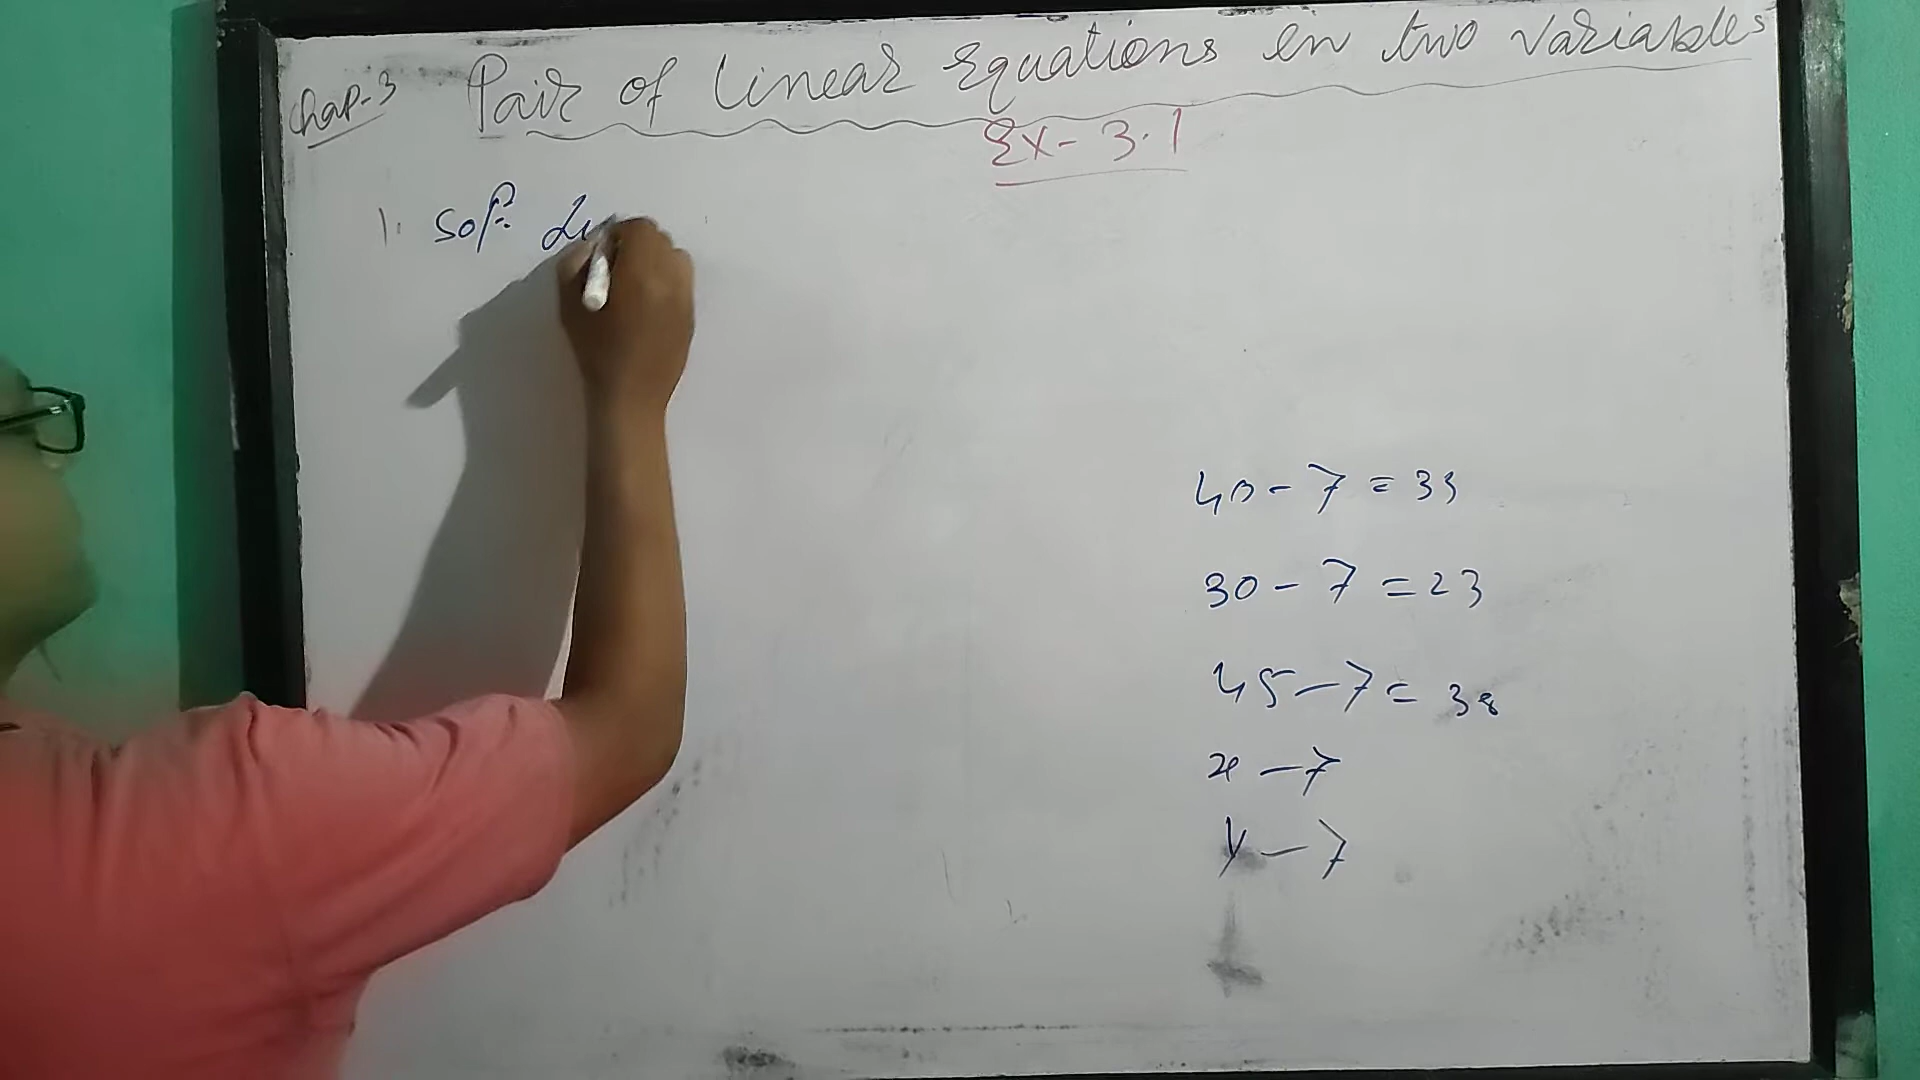 Chap-3 Pair of Linear Equations in two variables
Ex-3.1
1. Sol?:
40-7=33
30-7=23
45-7=38
x-7
y-7